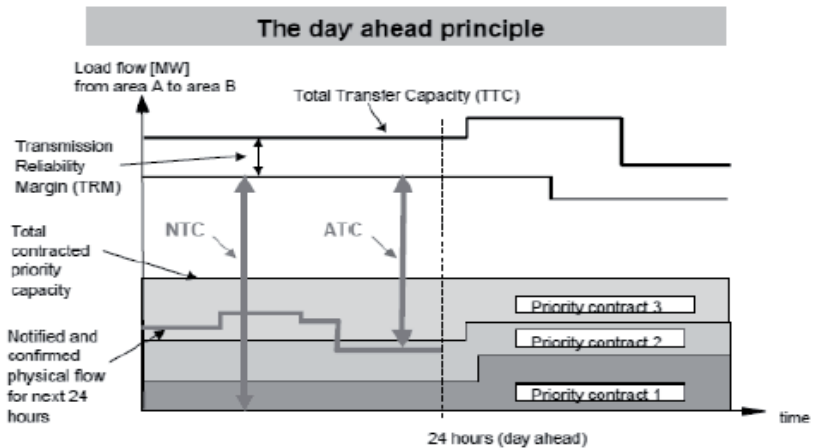 The day ahead principle
Load flow [MW]
from area A to area B
Total Transfer Capacity (TTC)
Transmission
Reliability
Margin (TRM)
NTC
ATC
Total
contracted
priority
capacity
Priority contract 3
Notified and
confirmed
physical flow
for next 24
hours
Priority contract 2
Priority contract 1
time
24 hours (day ahead)